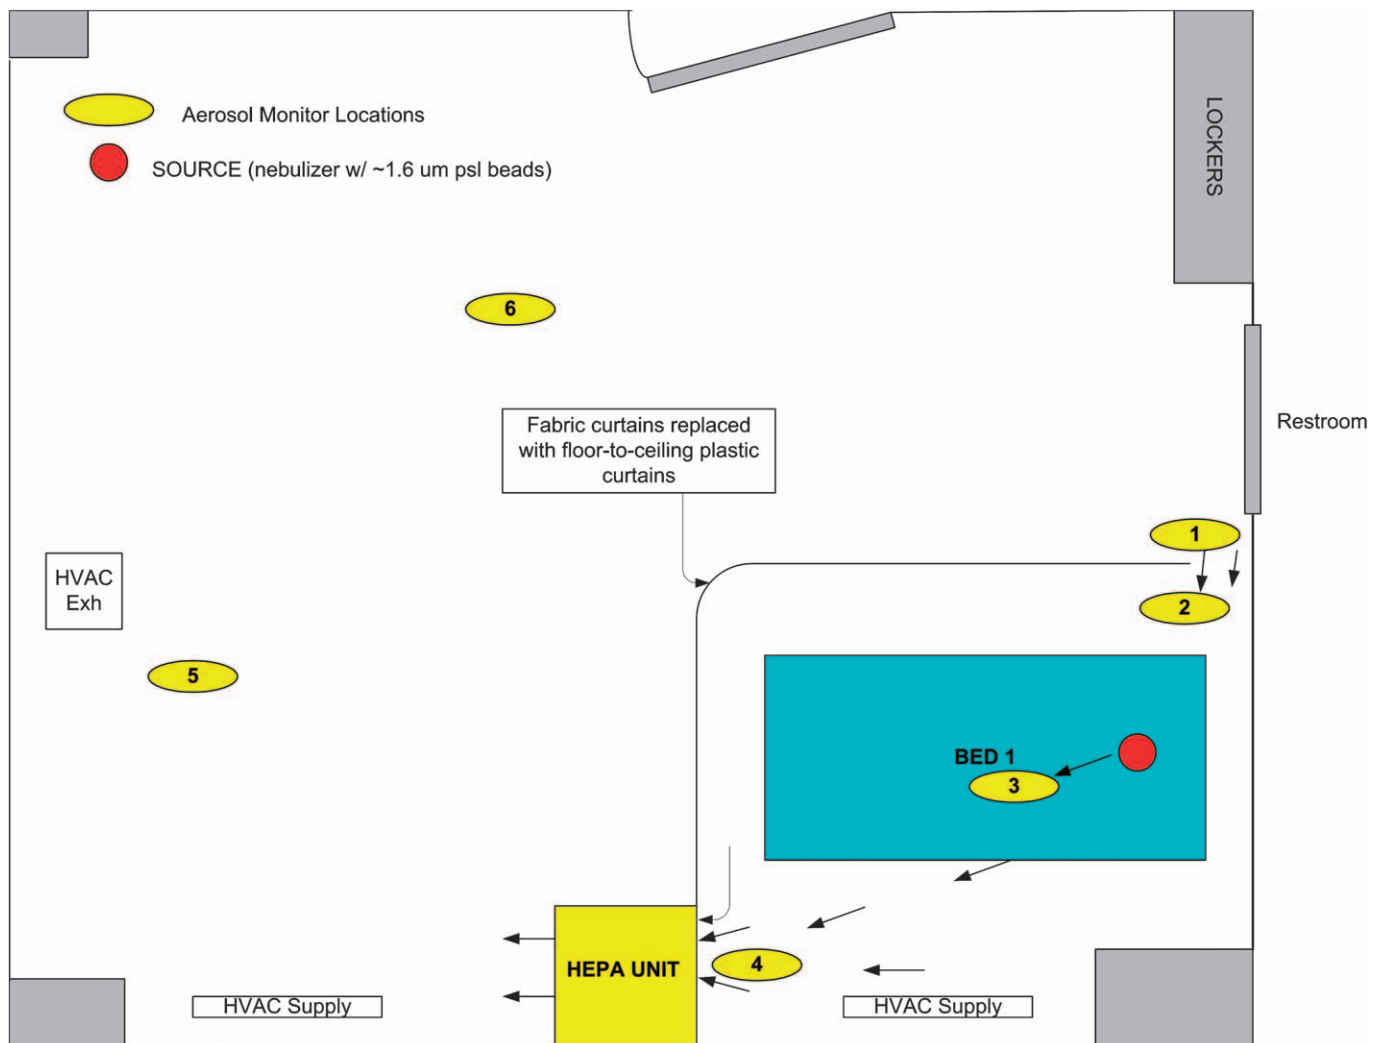 Aerosol Monitor Locations
SOURCE (nebulizer w/ ~1.6 um psl beads)
LOCKERS
6
Fabric curtains replaced
with floor-to-ceiling plastic
curtains
Restroom
1
HVAC
Exh
2
5
BED 1
3
HEPA UNIT
4
HVAC Supply
HVAC Supply